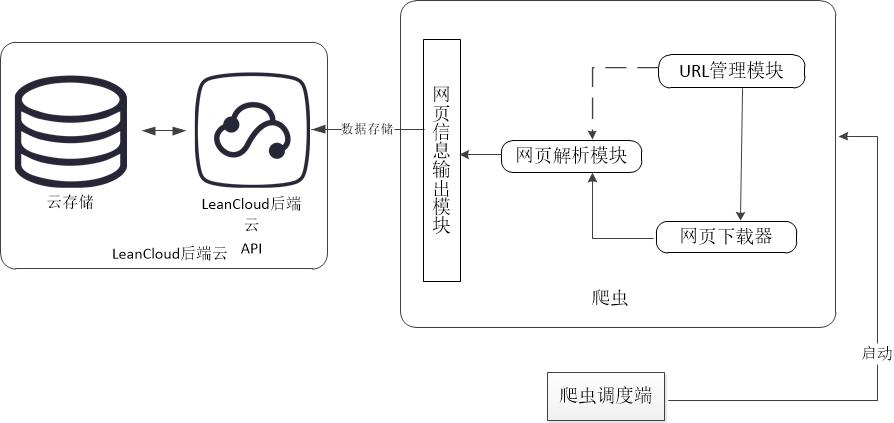 云存储
LeanCloud后端
云
API
LeanCloud后端云
数据存储
网页信息输出模块
URL管理模块
网页解析模块
网页下载器
爬虫
启动
爬虫调度端